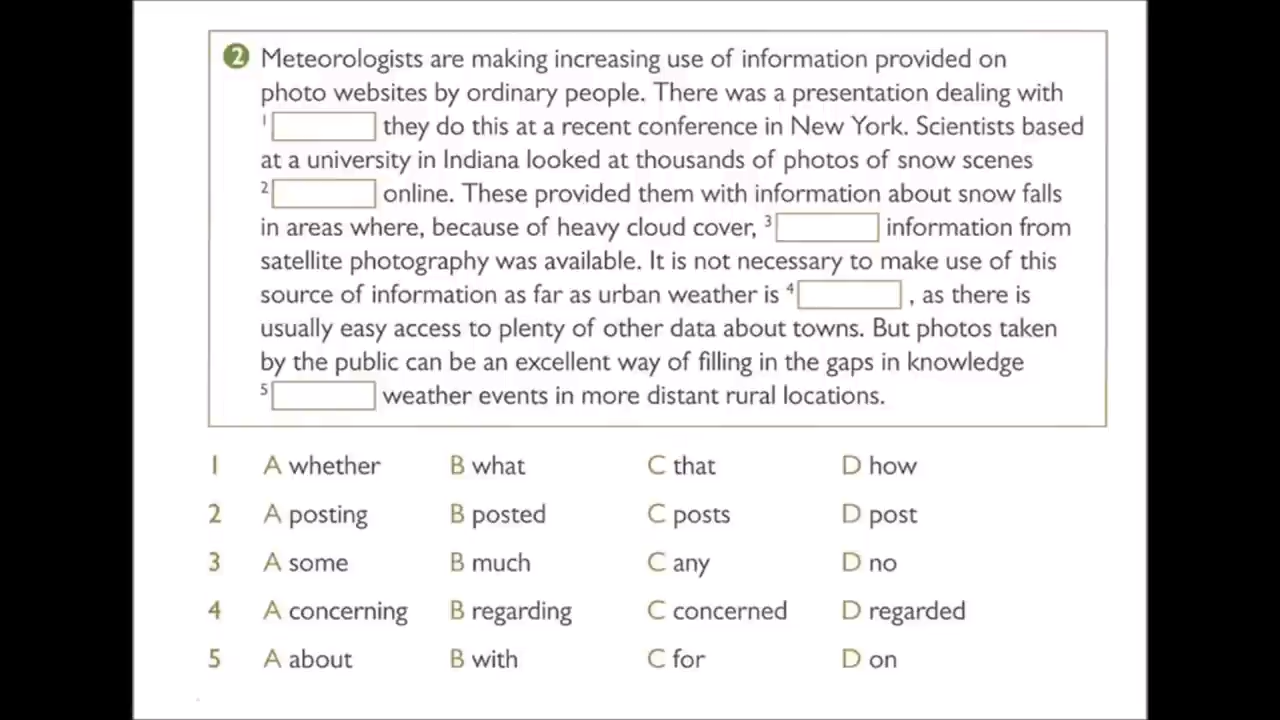 2 Meteorologists are making increasing use of information provided on
photo websites by ordinary people. There was a presentation dealing with
1 they do this at a recent conference in New York. Scientists based
at a university in Indiana looked at thousands of photos of snow scenes
2 online. These provided them with information about snow falls
in areas where, because of heavy cloud cover, 3 information from
satellite photography was available. It is not necessary to make use of this
source of information as far as urban weather is 4 , as there is
usually easy access to plenty of other data about towns. But photos taken
by the public can be an excellent way of filling in the gaps in knowledge
5 weather events in more distant rural locations.
1 A whether B what C that D how
2 A posting B posted C posts D post
3 A some B much C any D no
4 A concerning B regarding C concerned D regarded
5 A about B with C for D on